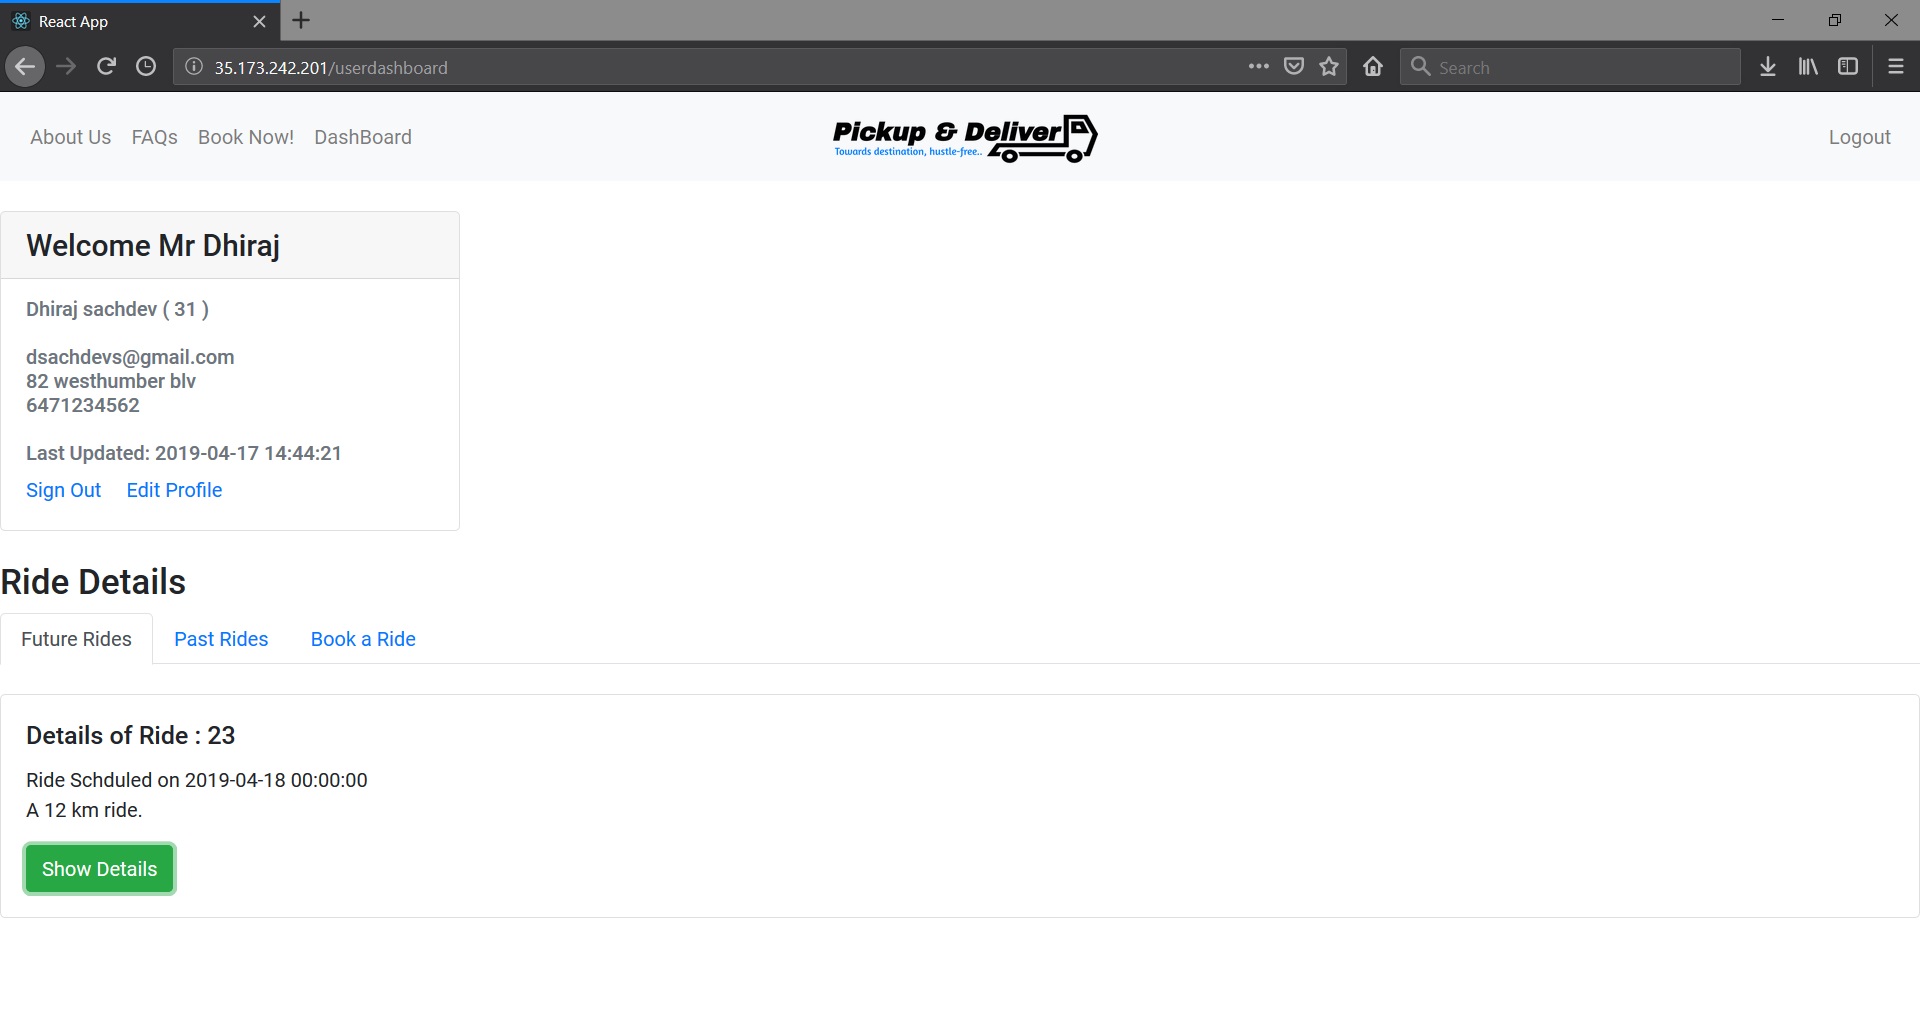 React App
35.173.242.201/userdashboard
Search
About Us FAQs Book Now! DashBoard
Pickup & Deliver
Towards destination, hustle-free..
Logout
Welcome Mr Dhiraj
Dhiraj sachdev ( 31 )
dsachdevs@gmail.com
82 westhumber blv
6471234562
Last Updated: 2019-04-17 14:44:21
Sign Out Edit Profile
Ride Details
Future Rides Past Rides Book a Ride
Details of Ride : 23
Ride Schduled on 2019-04-18 00:00:00
A 12 km ride.
Show Details